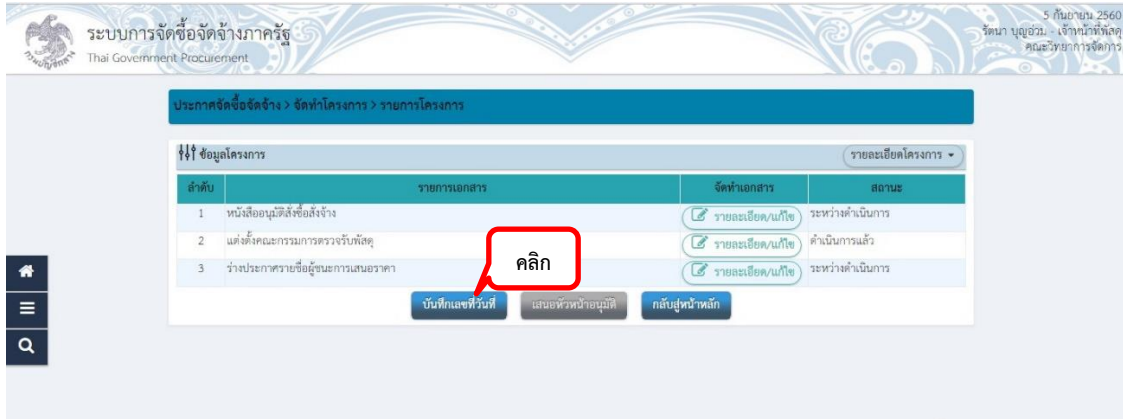 ระบบการจัดซื้อจัดจ้างภาครัฐ
Thai Government Procurement
5 กันยายน 2560
รัตนา บุญอ่วม - เจ้าหน้าที่พัสดุ
คณะวิทยาการจัดการ
ประกาศจัดซื้อจัดจ้าง > จัดทำโครงการ > รายการโครงการ
ข้อมูลโครงการ
รายละเอียดโครงการ
ลำดับ รายการเอกสาร จัดทำเอกสาร สถานะ
1 หนังสืออนุมัติสั่งซื้อสั่งจ้าง รายละเอียด/แก้ไข ระหว่างดำเนินการ
2 แต่งตั้งคณะกรรมการตรวจรับพัสดุ รายละเอียด/แก้ไข ดำเนินการแล้ว
3 ร่างประกาศรายชื่อผู้ชนะการเสนอราคา รายละเอียด/แก้ไข ระหว่างดำเนินการ
คลิก
บันทึกเลขที่วันที่ เสนอหัวหน้าอนุมัติ กลับสู่หน้าหลัก